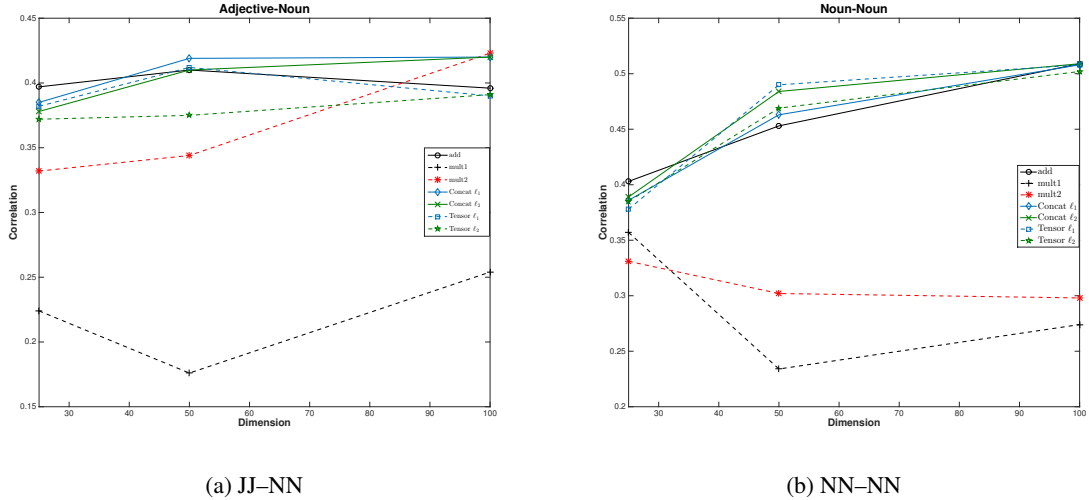 Adjective-Noun
0.45
0.4
0.35
0.3
0.25
0.2
0.15
Correlation
add
mult1
mult2
Concat ℓ₁
Concat ℓ₂
Tensor ℓ₁
Tensor ℓ₂
30 40 50 60 70 80 90 100
Dimension
(a) JJ–NN
Noun-Noun
0.55
0.5
0.45
0.4
0.35
0.3
0.25
0.2
Correlation
add
mult1
mult2
Concat ℓ₁
Concat ℓ₂
Tensor ℓ₁
Tensor ℓ₂
30 40 50 60 70 80 90 100
Dimension
(b) NN–NN